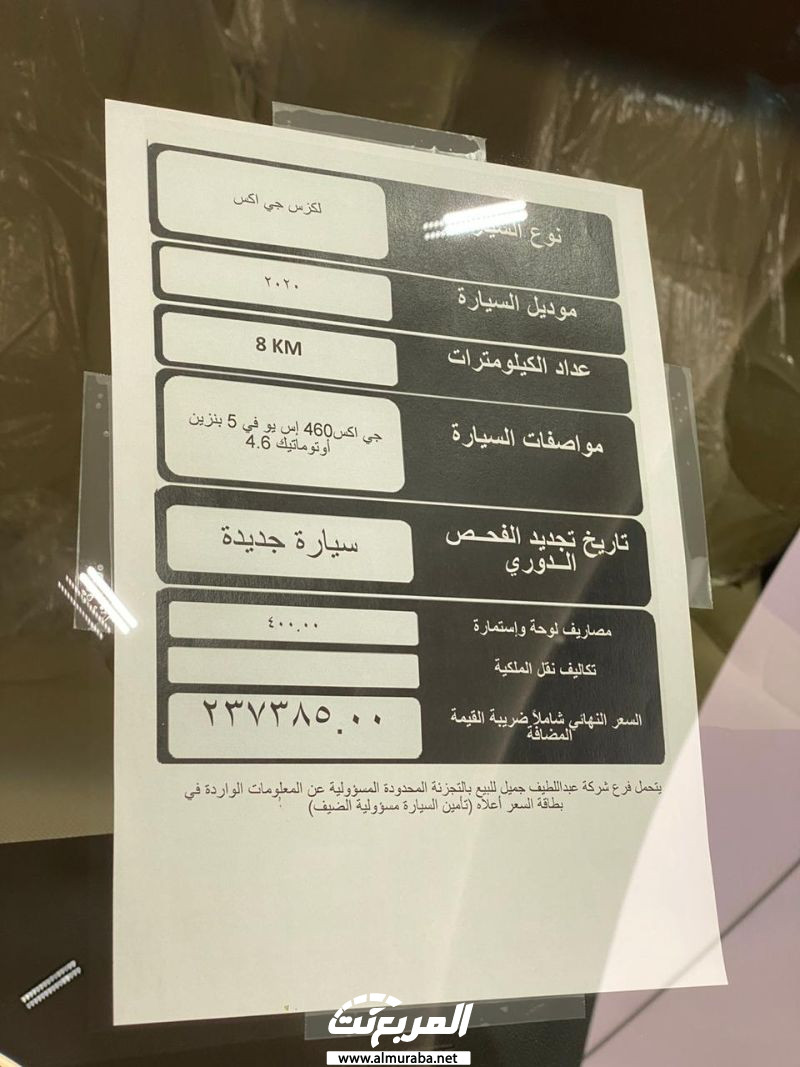 نوع السيارة
لكزس جي اكس
موديل السيارة
٢٠٢٠
عداد الكيلومترات
8 KM
مواصفات السيارة
جي اكس460 إس يو في 5 بنزين
أوتوماتيك 4.6
تاريخ تجديد الفحص
الدوري
سيارة جديدة
مصاريف لوحة وإستمارة
٤٠٠.٠٠
تكاليف نقل الملكية
السعر النهائي شاملاً ضريبة القيمة
المضافة
٢٣٧٣٨٥.٠٠
يتحمل فرع شركة عبداللطيف جميل للبيع بالتجزئة المحدودة المسؤولية عن المعلومات الواردة في
بطاقة السعر أعلاه (تأمين السيارة مسؤولية الضيف)
المربع نت
www.almuraba.net